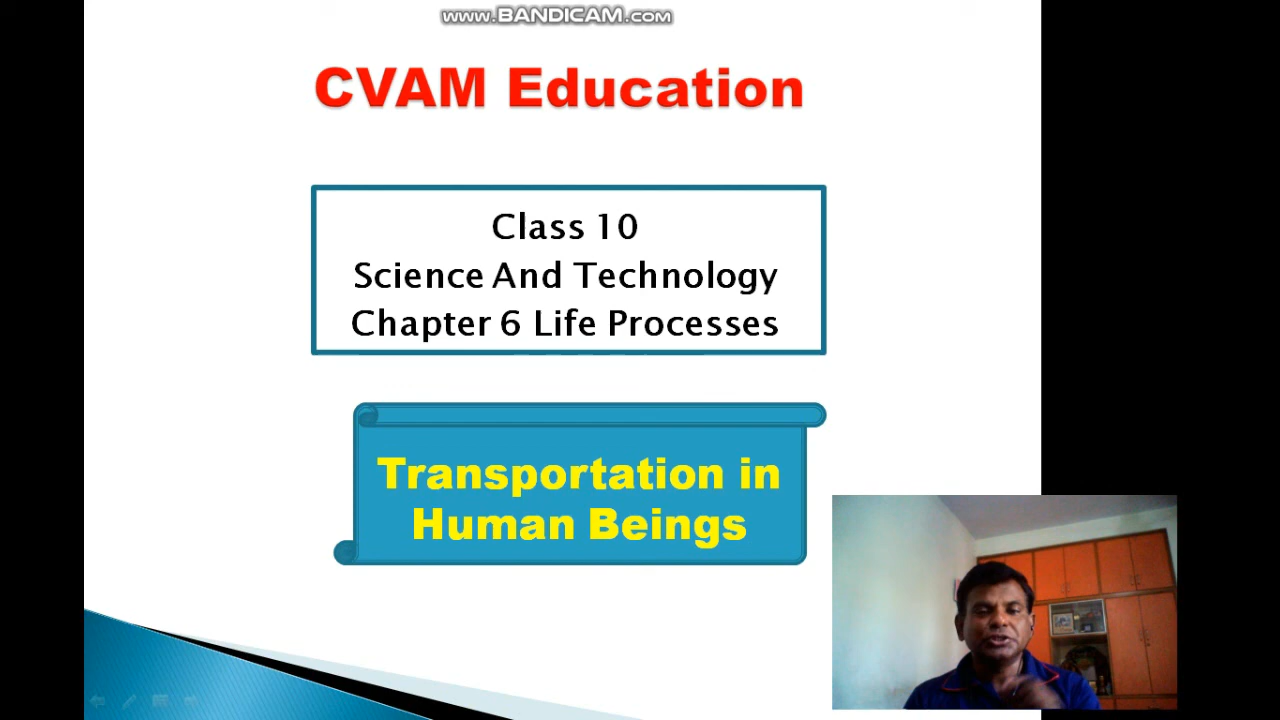 www.BANDICAM.com
CVAM Education
Class 10
Science And Technology
Chapter 6 Life Processes
Transportation in
Human Beings